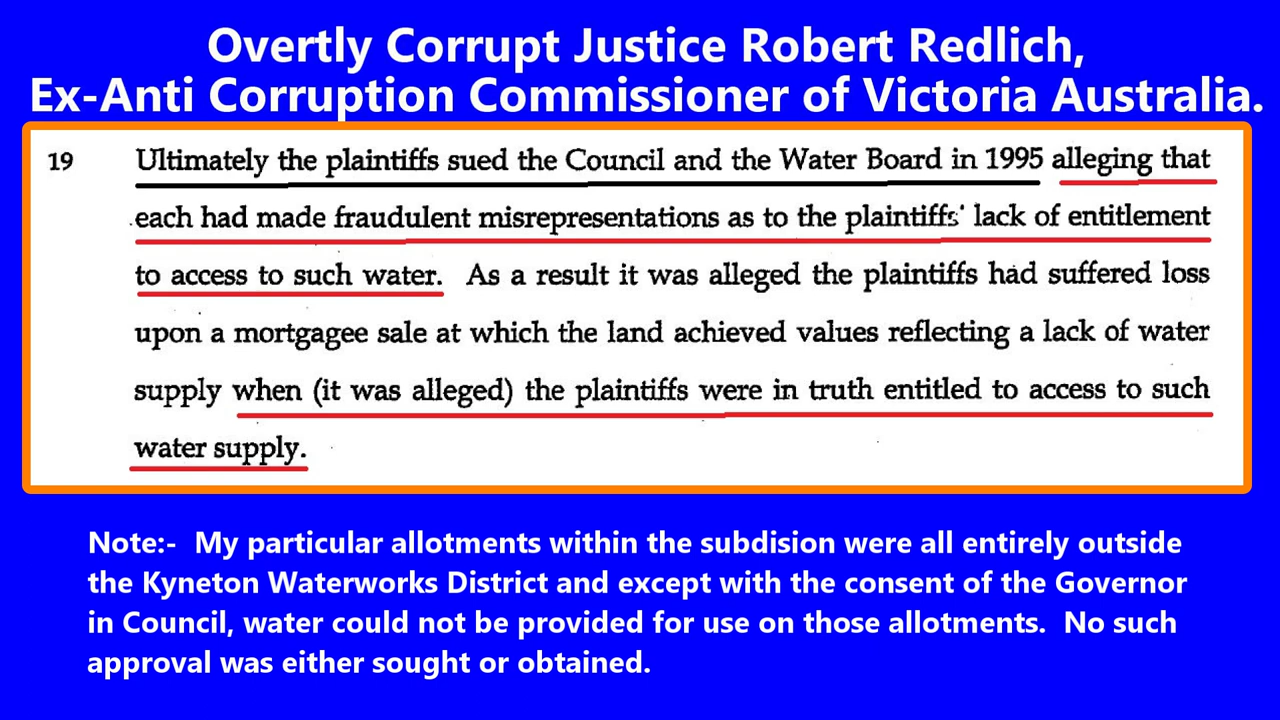 Overtly Corrupt Justice Robert Redlich,
Ex-Anti Corruption Commissioner of Victoria Australia.
19 Ultimately the plaintiffs sued the Council and the Water Board in 1995 alleging that
each had made fraudulent misrepresentations as to the plaintiffs' lack of entitlement
to access to such water. As a result it was alleged the plaintiffs had suffered loss
upon a mortgagee sale at which the land achieved values reflecting a lack of water
supply when (it was alleged) the plaintiffs were in truth entitled to access to such
water supply.
Note:- My particular allotments within the subdision were all entirely outside
the Kyneton Waterworks District and except with the consent of the Governor
in Council, water could not be provided for use on those allotments. No such
approval was either sought or obtained.